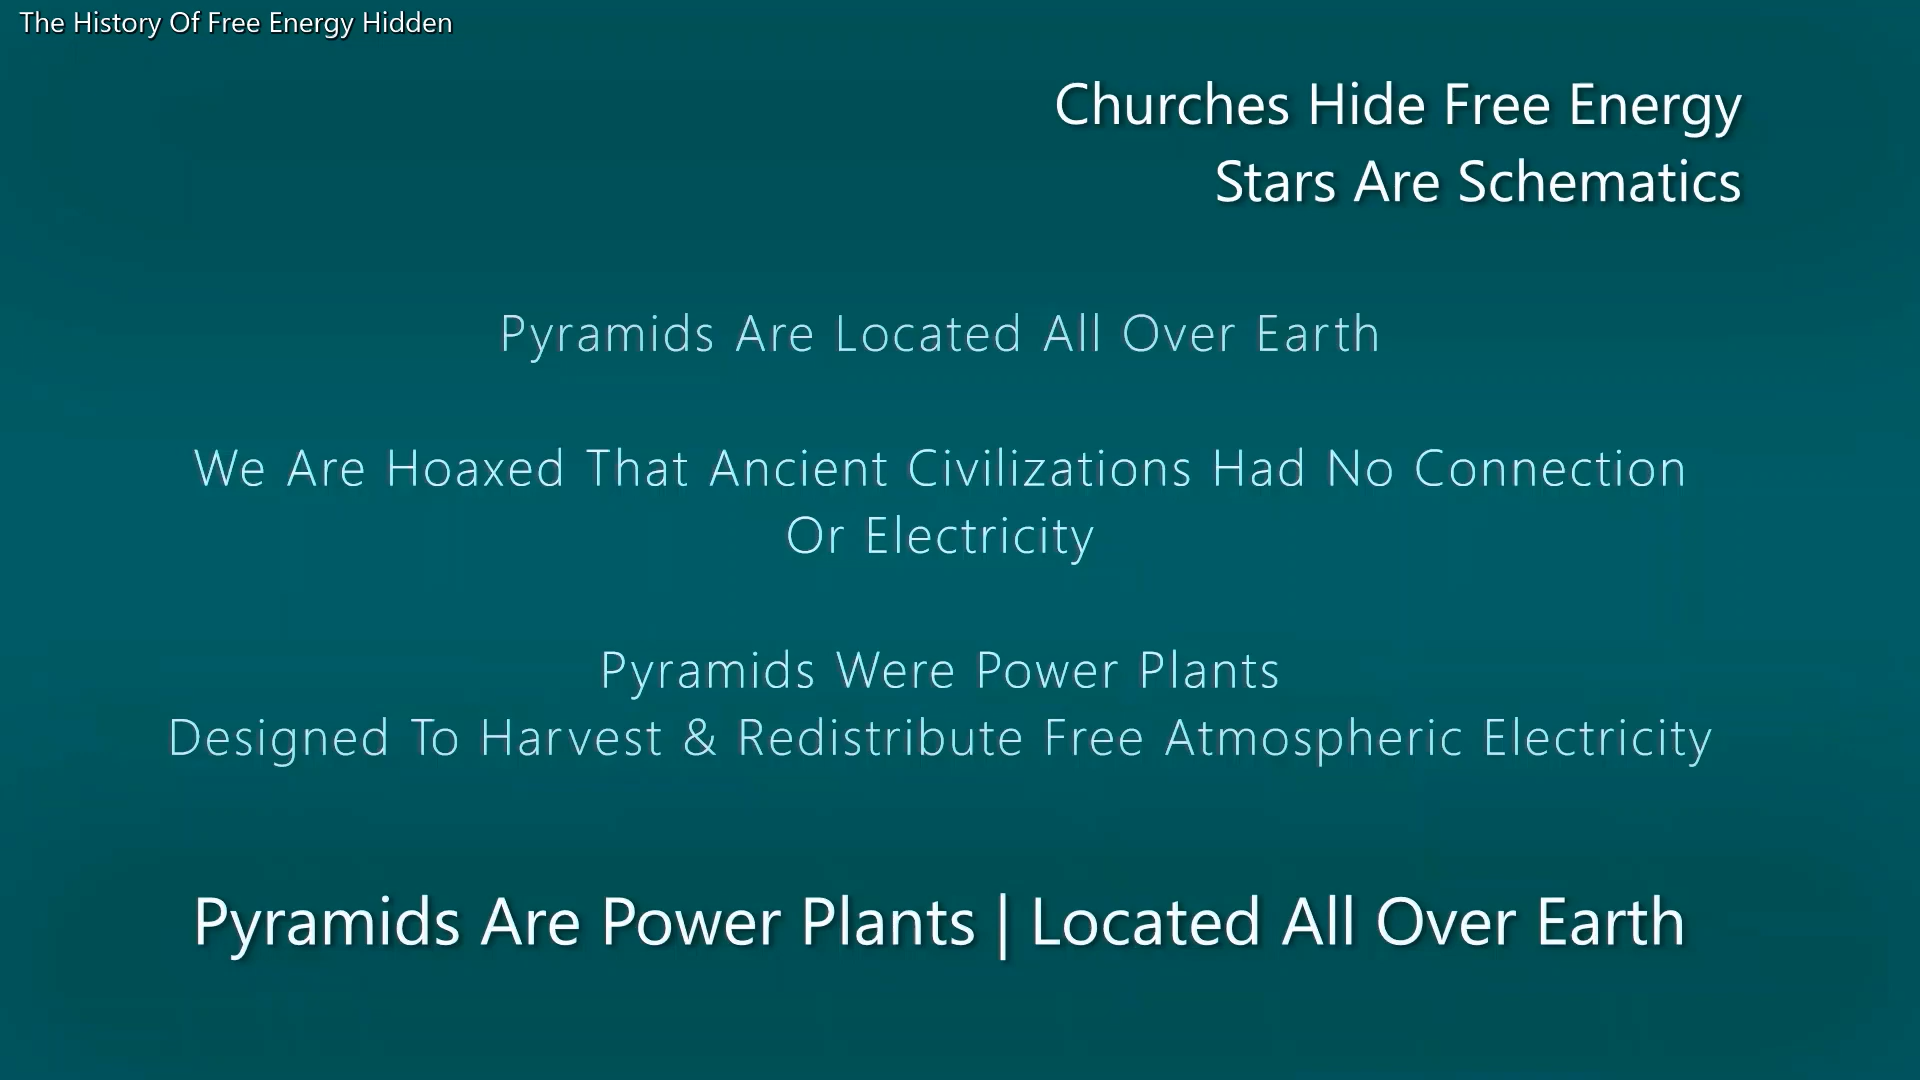 The History Of Free Energy Hidden
Churches Hide Free Energy
Stars Are Schematics
Pyramids Are Located All Over Earth
We Are Hoaxed That Ancient Civilizations Had No Connection
Or Electricity
Pyramids Were Power Plants
Designed To Harvest & Redistribute Free Atmospheric Electricity
Pyramids Are Power Plants | Located All Over Earth